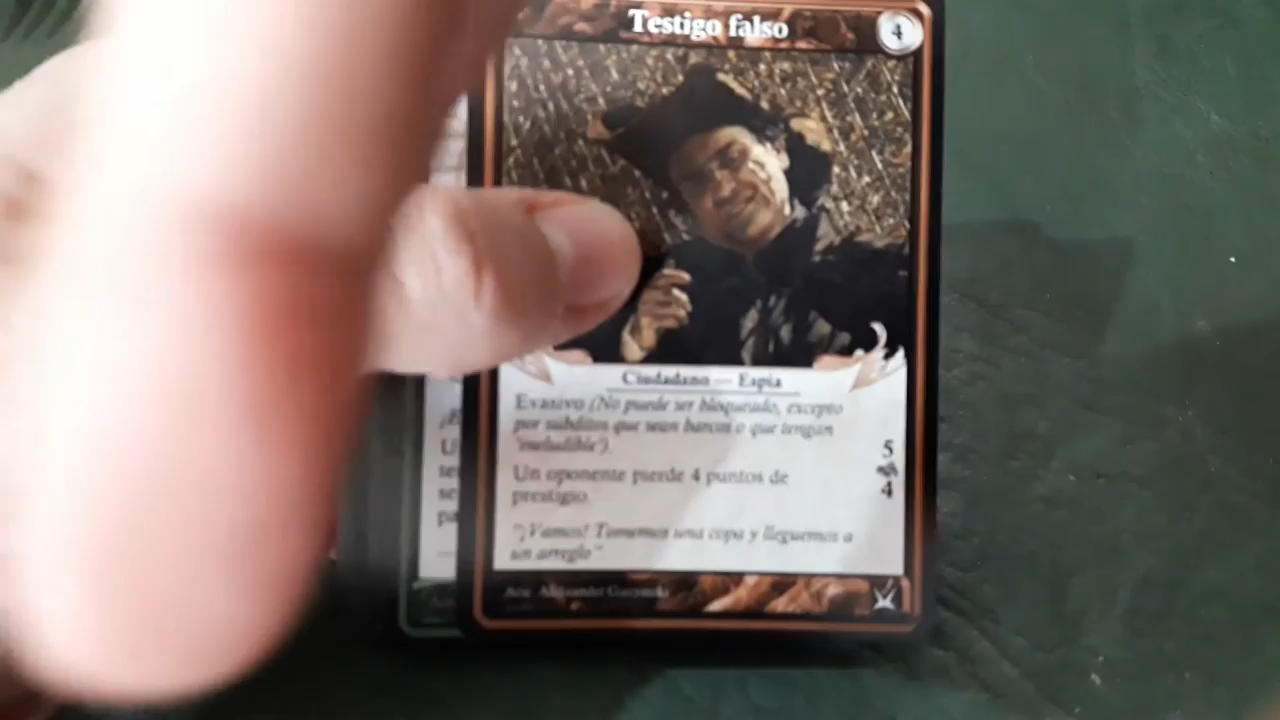 Testigo falso
4
Ciudadano — Espía
Evasivo (No puede ser bloqueado, excepto
por súbditos que sean barcos o que tengan
'ineludible').
Un oponente pierde 4 puntos de
prestigio.
"¡Vamos! Tomemos una copa y lleguemos a
un arreglo"
5
4